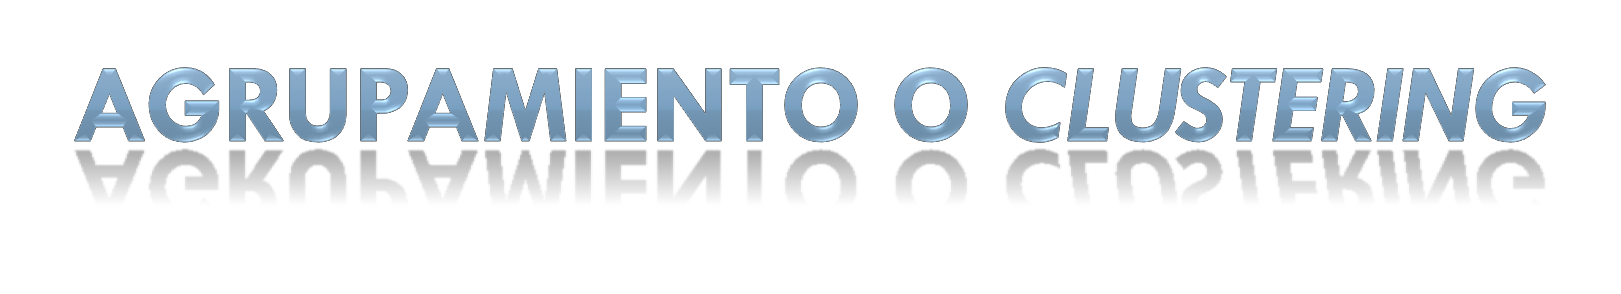 AGRUPAMIENTO O CLUSTERING